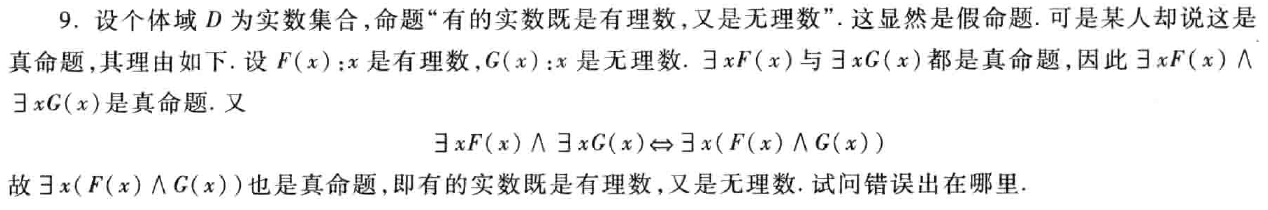 9. 设个体域 D 为实数集合,命题“有的实数既是有理数,又是无理数”. 这显然是假命题. 可是某人却说这是
真命题,其理由如下. 设 F(x):x 是有理数,G(x):x 是无理数. ∃xF(x)与∃xG(x)都是真命题,因此∃xF(x)∧
∃xG(x)是真命题. 又
∃xF(x)∧∃xG(x)⇔∃x(F(x)∧G(x))
故∃x(F(x)∧G(x))也是真命题,即有的实数既是有理数,又是无理数. 试问错误出在哪里.